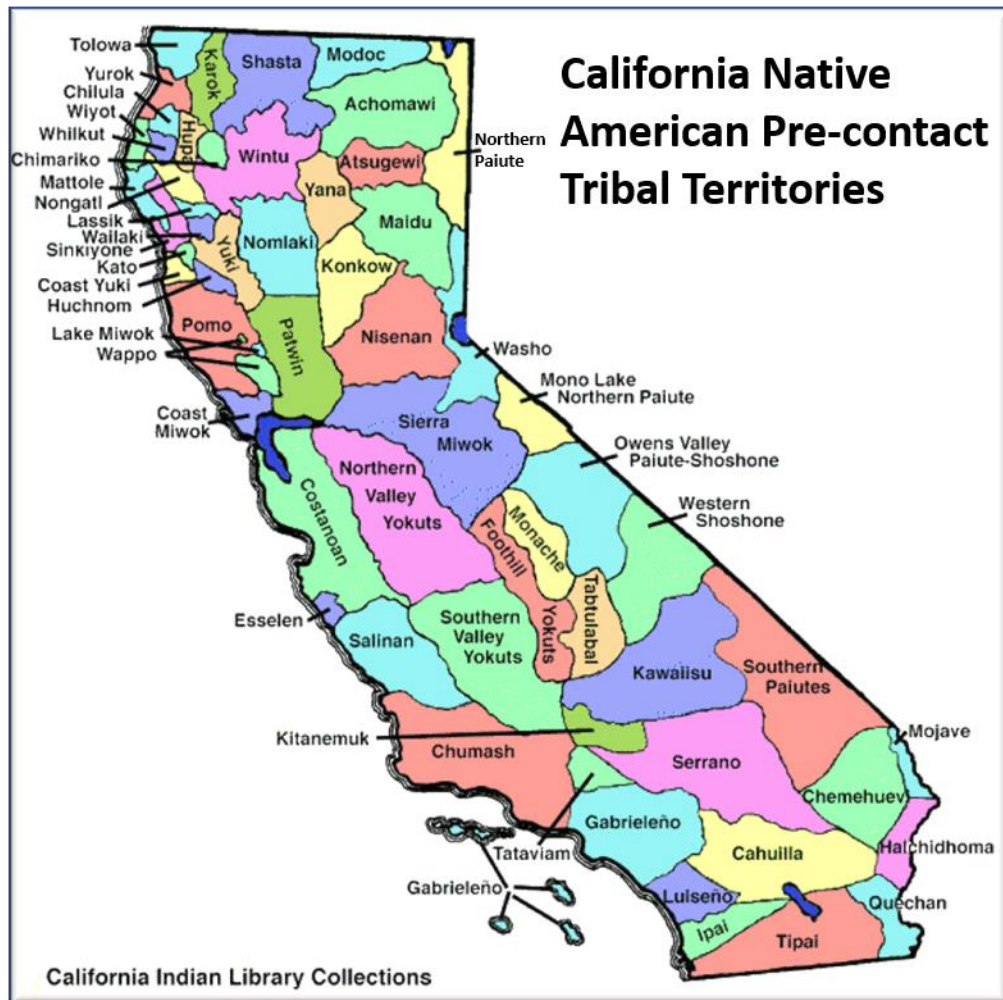 California Native
American Pre-contact
Tribal Territories
Tolowa
Yurok
Chilula
Wiyot
Whilkut
Chimariko
Mattole
Nongatl
Lassik
Wailaki
Sinkiyone
Kato
Coast Yuki
Huchnom
Lake Miwok
Wappo
Coast
Miwok
Karok
Shasta
Modoc
Achomawi
Northern
Paiute
Hupa
Wintu
Atsugewi
Yana
Maidu
Yuki
Nomlaki
Konkow
Pomo
Patwin
Nisenan
Washo
Mono Lake
Northern Paiute
Sierra
Miwok
Owens Valley
Paiute-Shoshone
Western
Shoshone
Costanoan
Northern
Valley
Yokuts
Foothill
Yokuts
Monache
Tabtulabal
Esselen
Salinan
Southern
Valley
Yokuts
Kawaiisu
Southern
Paiutes
Kitanemuk
Chumash
Serrano
Mojave
Chemehuev
Tataviam
Gabrieleño
Cahuilla
Halchidhoma
Gabrieleño
Luiseño
Quechan
Ipai
Tipai
California Indian Library Collections